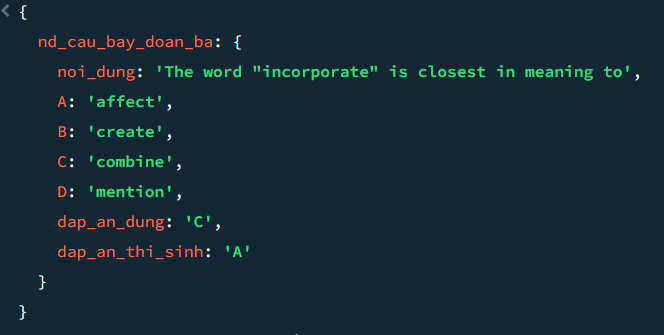 {
nd_cau_bay_doan_ba: {
noi_dung: 'The word "incorporate" is closest in meaning to',
A: 'affect',
B: 'create',
C: 'combine',
D: 'mention',
dap_an_dung: 'C',
dap_an_thi_sinh: 'A'
}
}